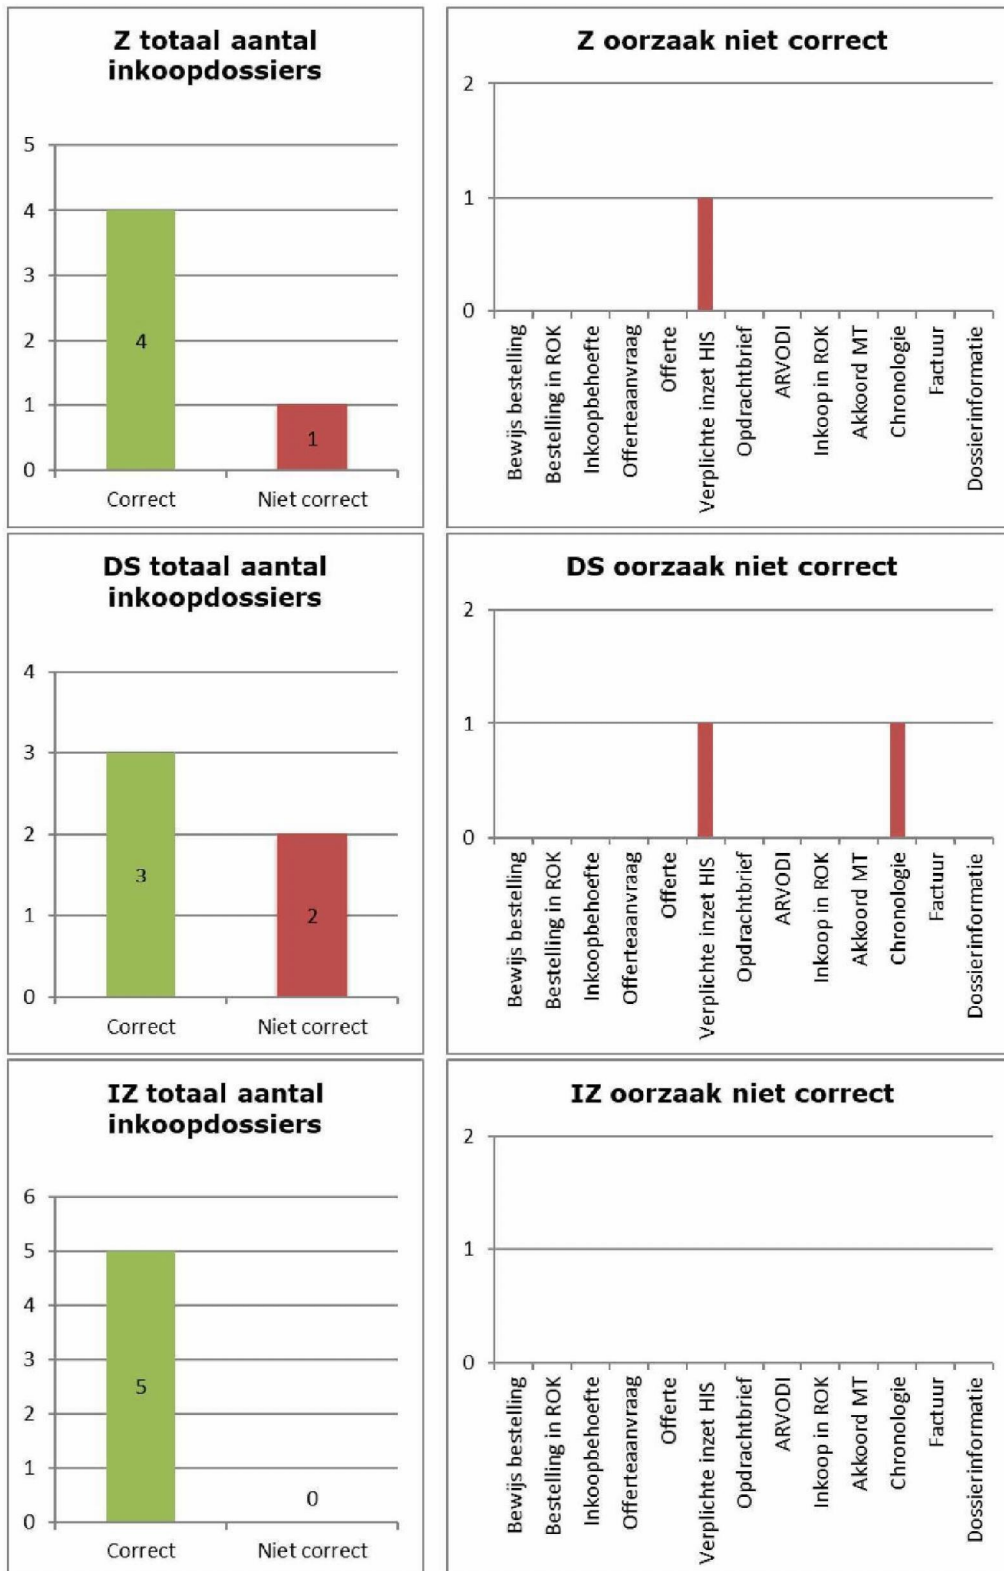 Z totaal aantal
inkoopdossiers
5
4
3
2
1
0
4
1
Correct
Niet correct
Z oorzaak niet correct
2
1
0
Bewijs bestelling
Bestelling in ROK
Inkoopbehoefte
Offerteaanvraag
Offerte
Verplichte inzet HIS
Opdrachtbrief
ARVODI
Inkoop in ROK
Akkoord MT
Chronologie
Factuur
Dossierinformatie
DS totaal aantal
inkoopdossiers
4
3
2
1
0
3
2
Correct
Niet correct
DS oorzaak niet correct
2
1
0
Bewijs bestelling
Bestelling in ROK
Inkoopbehoefte
Offerteaanvraag
Offerte
Verplichte inzet HIS
Opdrachtbrief
ARVODI
Inkoop in ROK
Akkoord MT
Chronologie
Factuur
Dossierinformatie
IZ totaal aantal
inkoopdossiers
6
5
4
3
2
1
0
5
0
Correct
Niet correct
IZ oorzaak niet correct
2
1
0
Bewijs bestelling
Bestelling in ROK
Inkoopbehoefte
Offerteaanvraag
Offerte
Verplichte inzet HIS
Opdrachtbrief
ARVODI
Inkoop in ROK
Akkoord MT
Chronologie
Factuur
Dossierinformatie